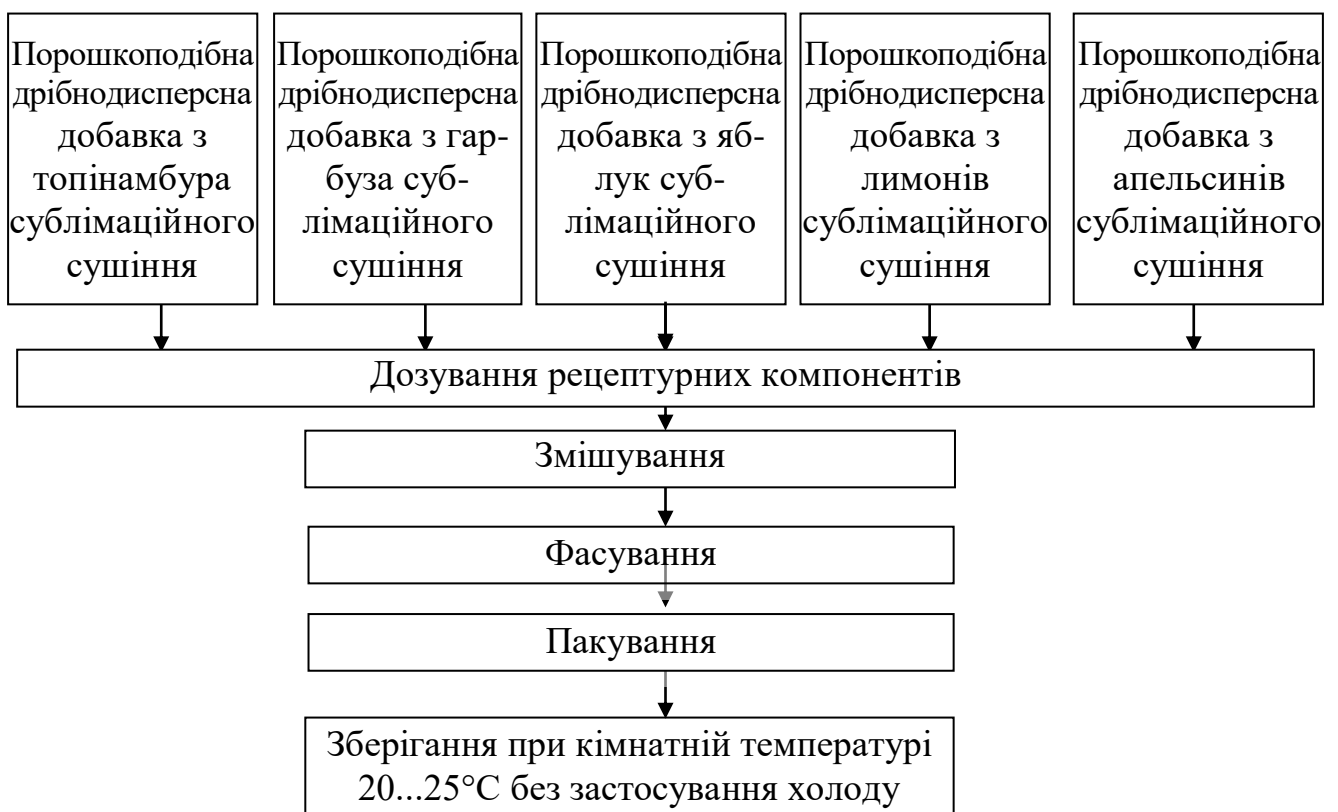 Порошкоподібна
дрібнодисперсна
добавка з
топінамбура
сублімаційного
сушіння
Порошкоподібна
дрібнодисперсна
добавка з гар-
буза суб-
лімаційного
сушіння
Порошкоподібна
дрібнодисперсна
добавка з яб-
лук суб-
лімаційного
сушіння
Порошкоподібна
дрібнодисперсна
добавка з
лимонів
сублімаційного
сушіння
Порошкоподібна
дрібнодисперсна
добавка з
апельсинів
сублімаційного
сушіння
Дозування рецептурних компонентів
Змішування
Фасування
Пакування
Зберігання при кімнатній температурі
20...25°С без застосування холоду